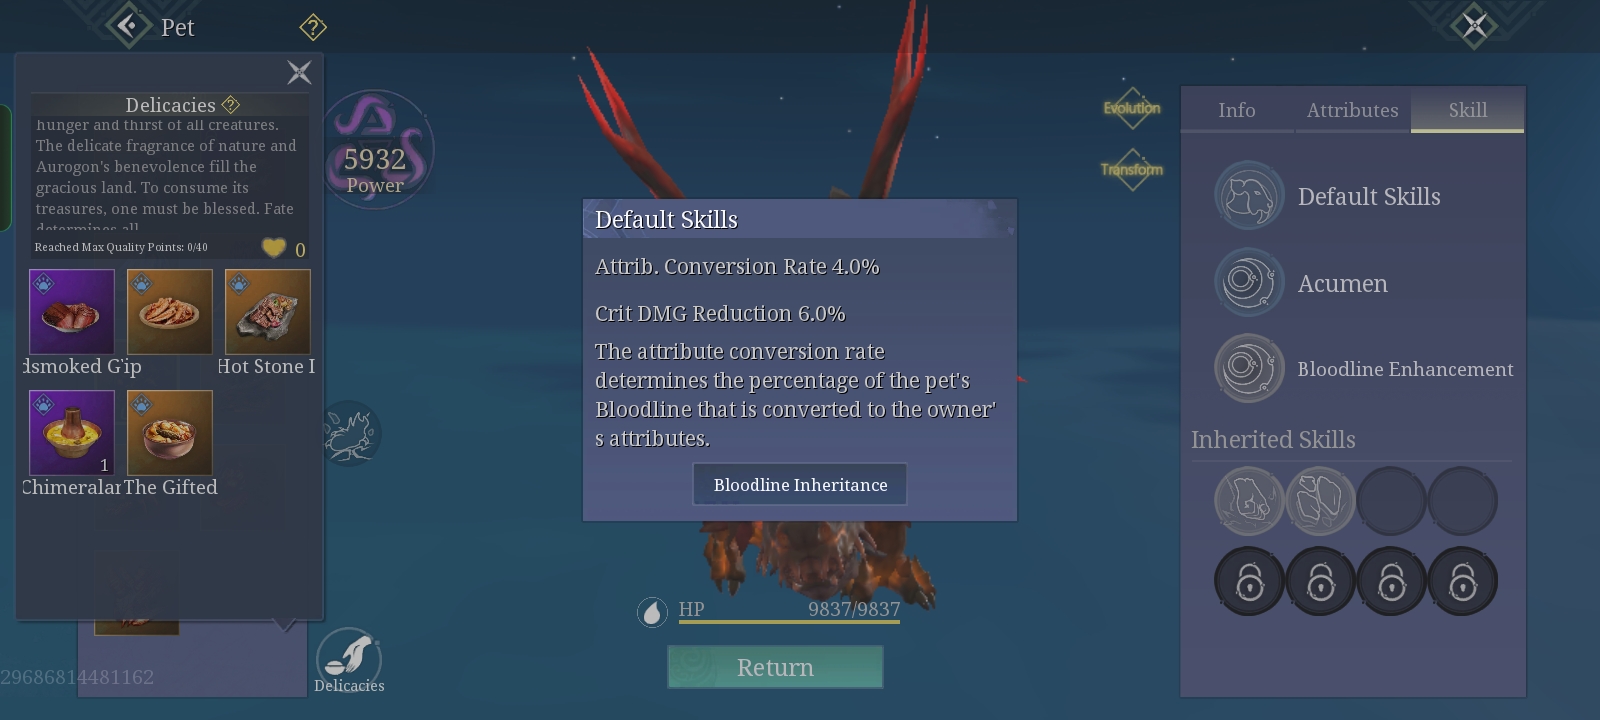 Pet
Delicacies
hunger and thirst of all creatures.
The delicate fragrance of nature and
Aurogon's benevolence fill the
gracious land. To consume its
treasures, one must be blessed. Fate
determines all
Reached Max Quality Points: 0/40
0
dsmoked G'ip
Hot Stone I
1
Chimeralar
The Gifted
5932
Power
Delicacies
29686814481162
Default Skills
Attrib. Conversion Rate 4.0%
Crit DMG Reduction 6.0%
The attribute conversion rate
determines the percentage of the pet's
Bloodline that is converted to the owner'
s attributes.
Bloodline Inheritance
HP 9837/9837
Return
Evolution
Transform
Info Attributes Skill
Default Skills
Acumen
Bloodline Enhancement
Inherited Skills